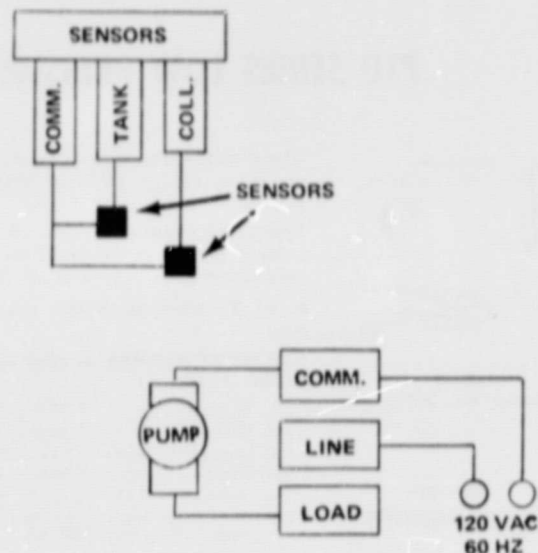 SENSORS
COMM.
TANK
COLL.
SENSORS
COMM.
PUMP
LINE
LOAD
120 VAC
60 HZ